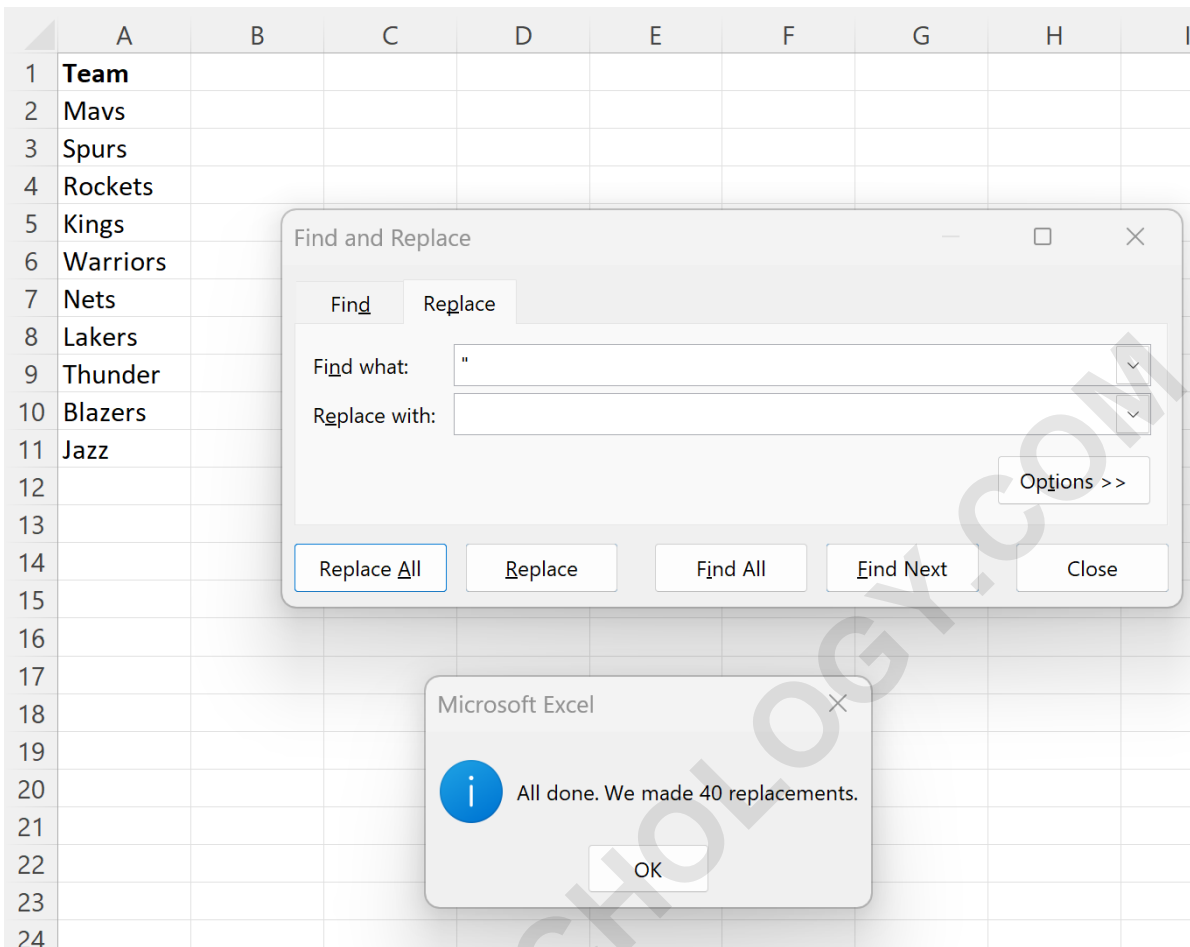 A B C D E F G H I
1 Team
2 Mavs
3 Spurs
4 Rockets
5 Kings
6 Warriors
7 Nets
8 Lakers
9 Thunder
10 Blazers
11 Jazz
12
13
14
15
16
17
18
19
20
21
22
23
24
Find and Replace
Find Replace
Find what: "
Replace with:
Options >>
Replace All Replace Find All Find Next Close
Microsoft Excel
i All done. We made 40 replacements.
OK
CHOLOGY.COM